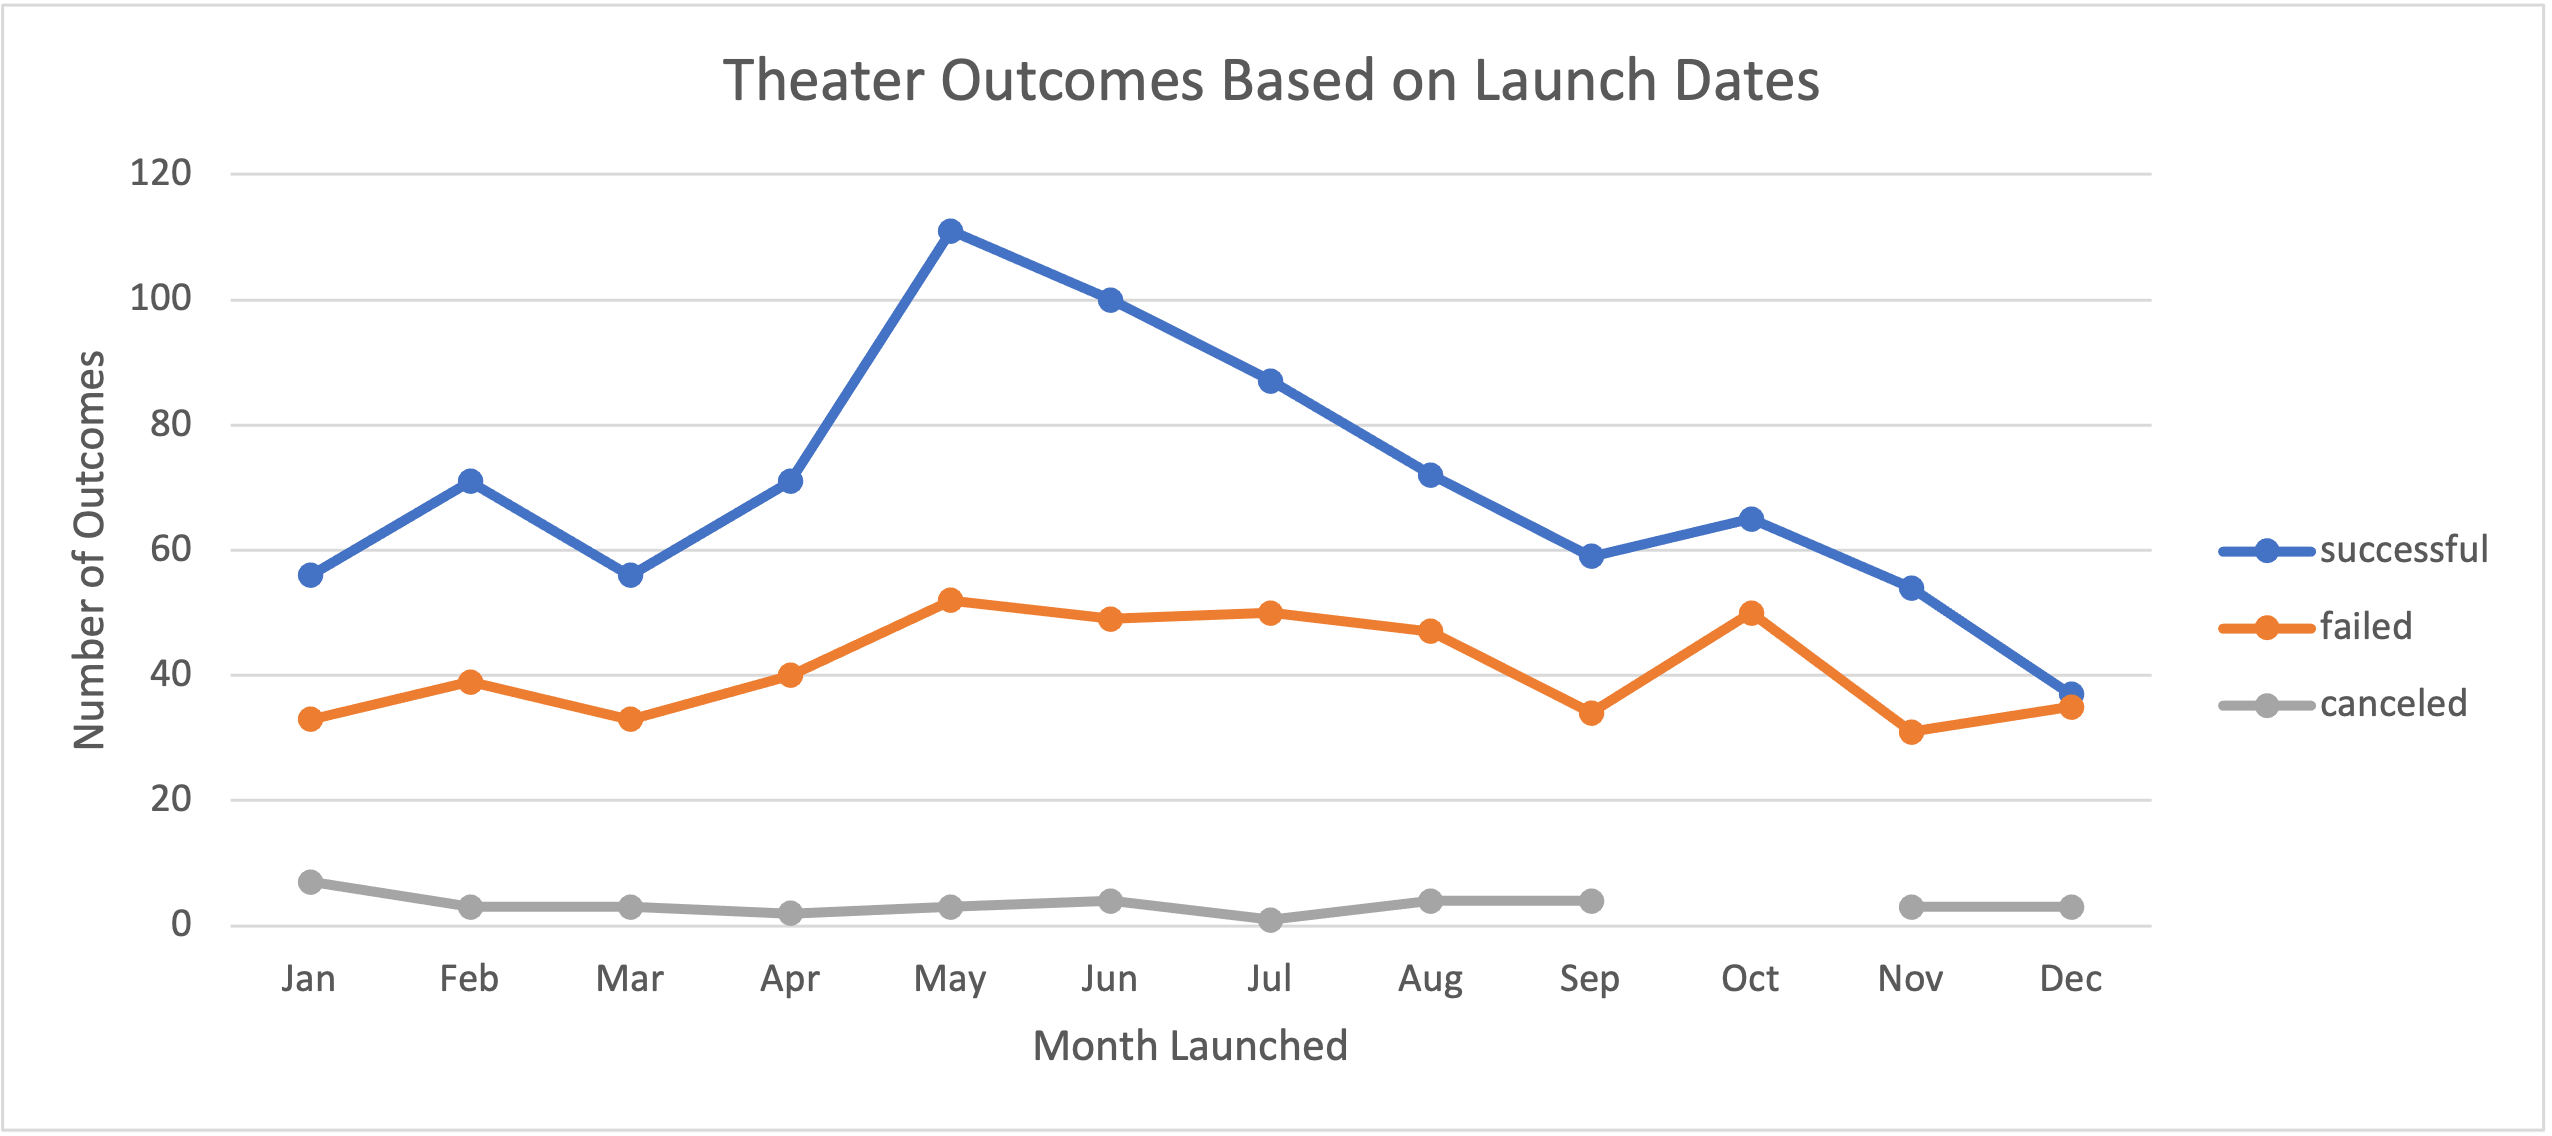 Theater Outcomes Based on Launch Dates
120
100
80
60
40
20
0
Number of Outcomes
Jan Feb Mar Apr May Jun Jul Aug Sep Oct Nov Dec
Month Launched
successful
failed
canceled